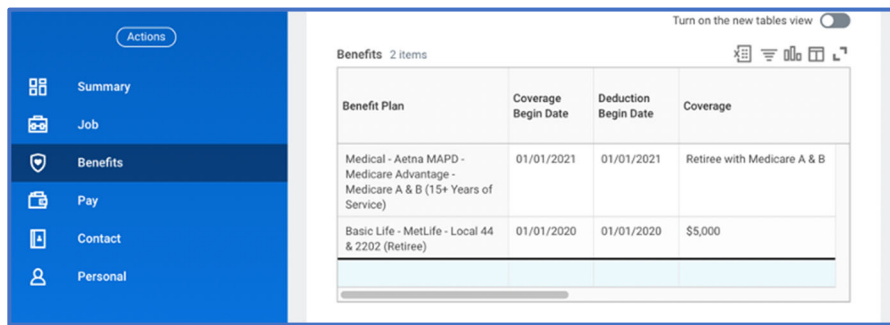 Turn on the new tables view
Actions
Benefits 2 items
Summary
Job
Benefits
Pay
Contact
Personal
Benefit Plan
Coverage
Begin Date
Deduction
Begin Date
Coverage
Medical - Aetna MAPD -
Medicare Advantage -
Medicare A & B (15+ Years of
Service)
01/01/2021
01/01/2021
Retiree with Medicare A & B
Basic Life - MetLife - Local 44
& 2202 (Retiree)
01/01/2020
01/01/2020
$5,000